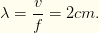 λ = v/f = 2cm.